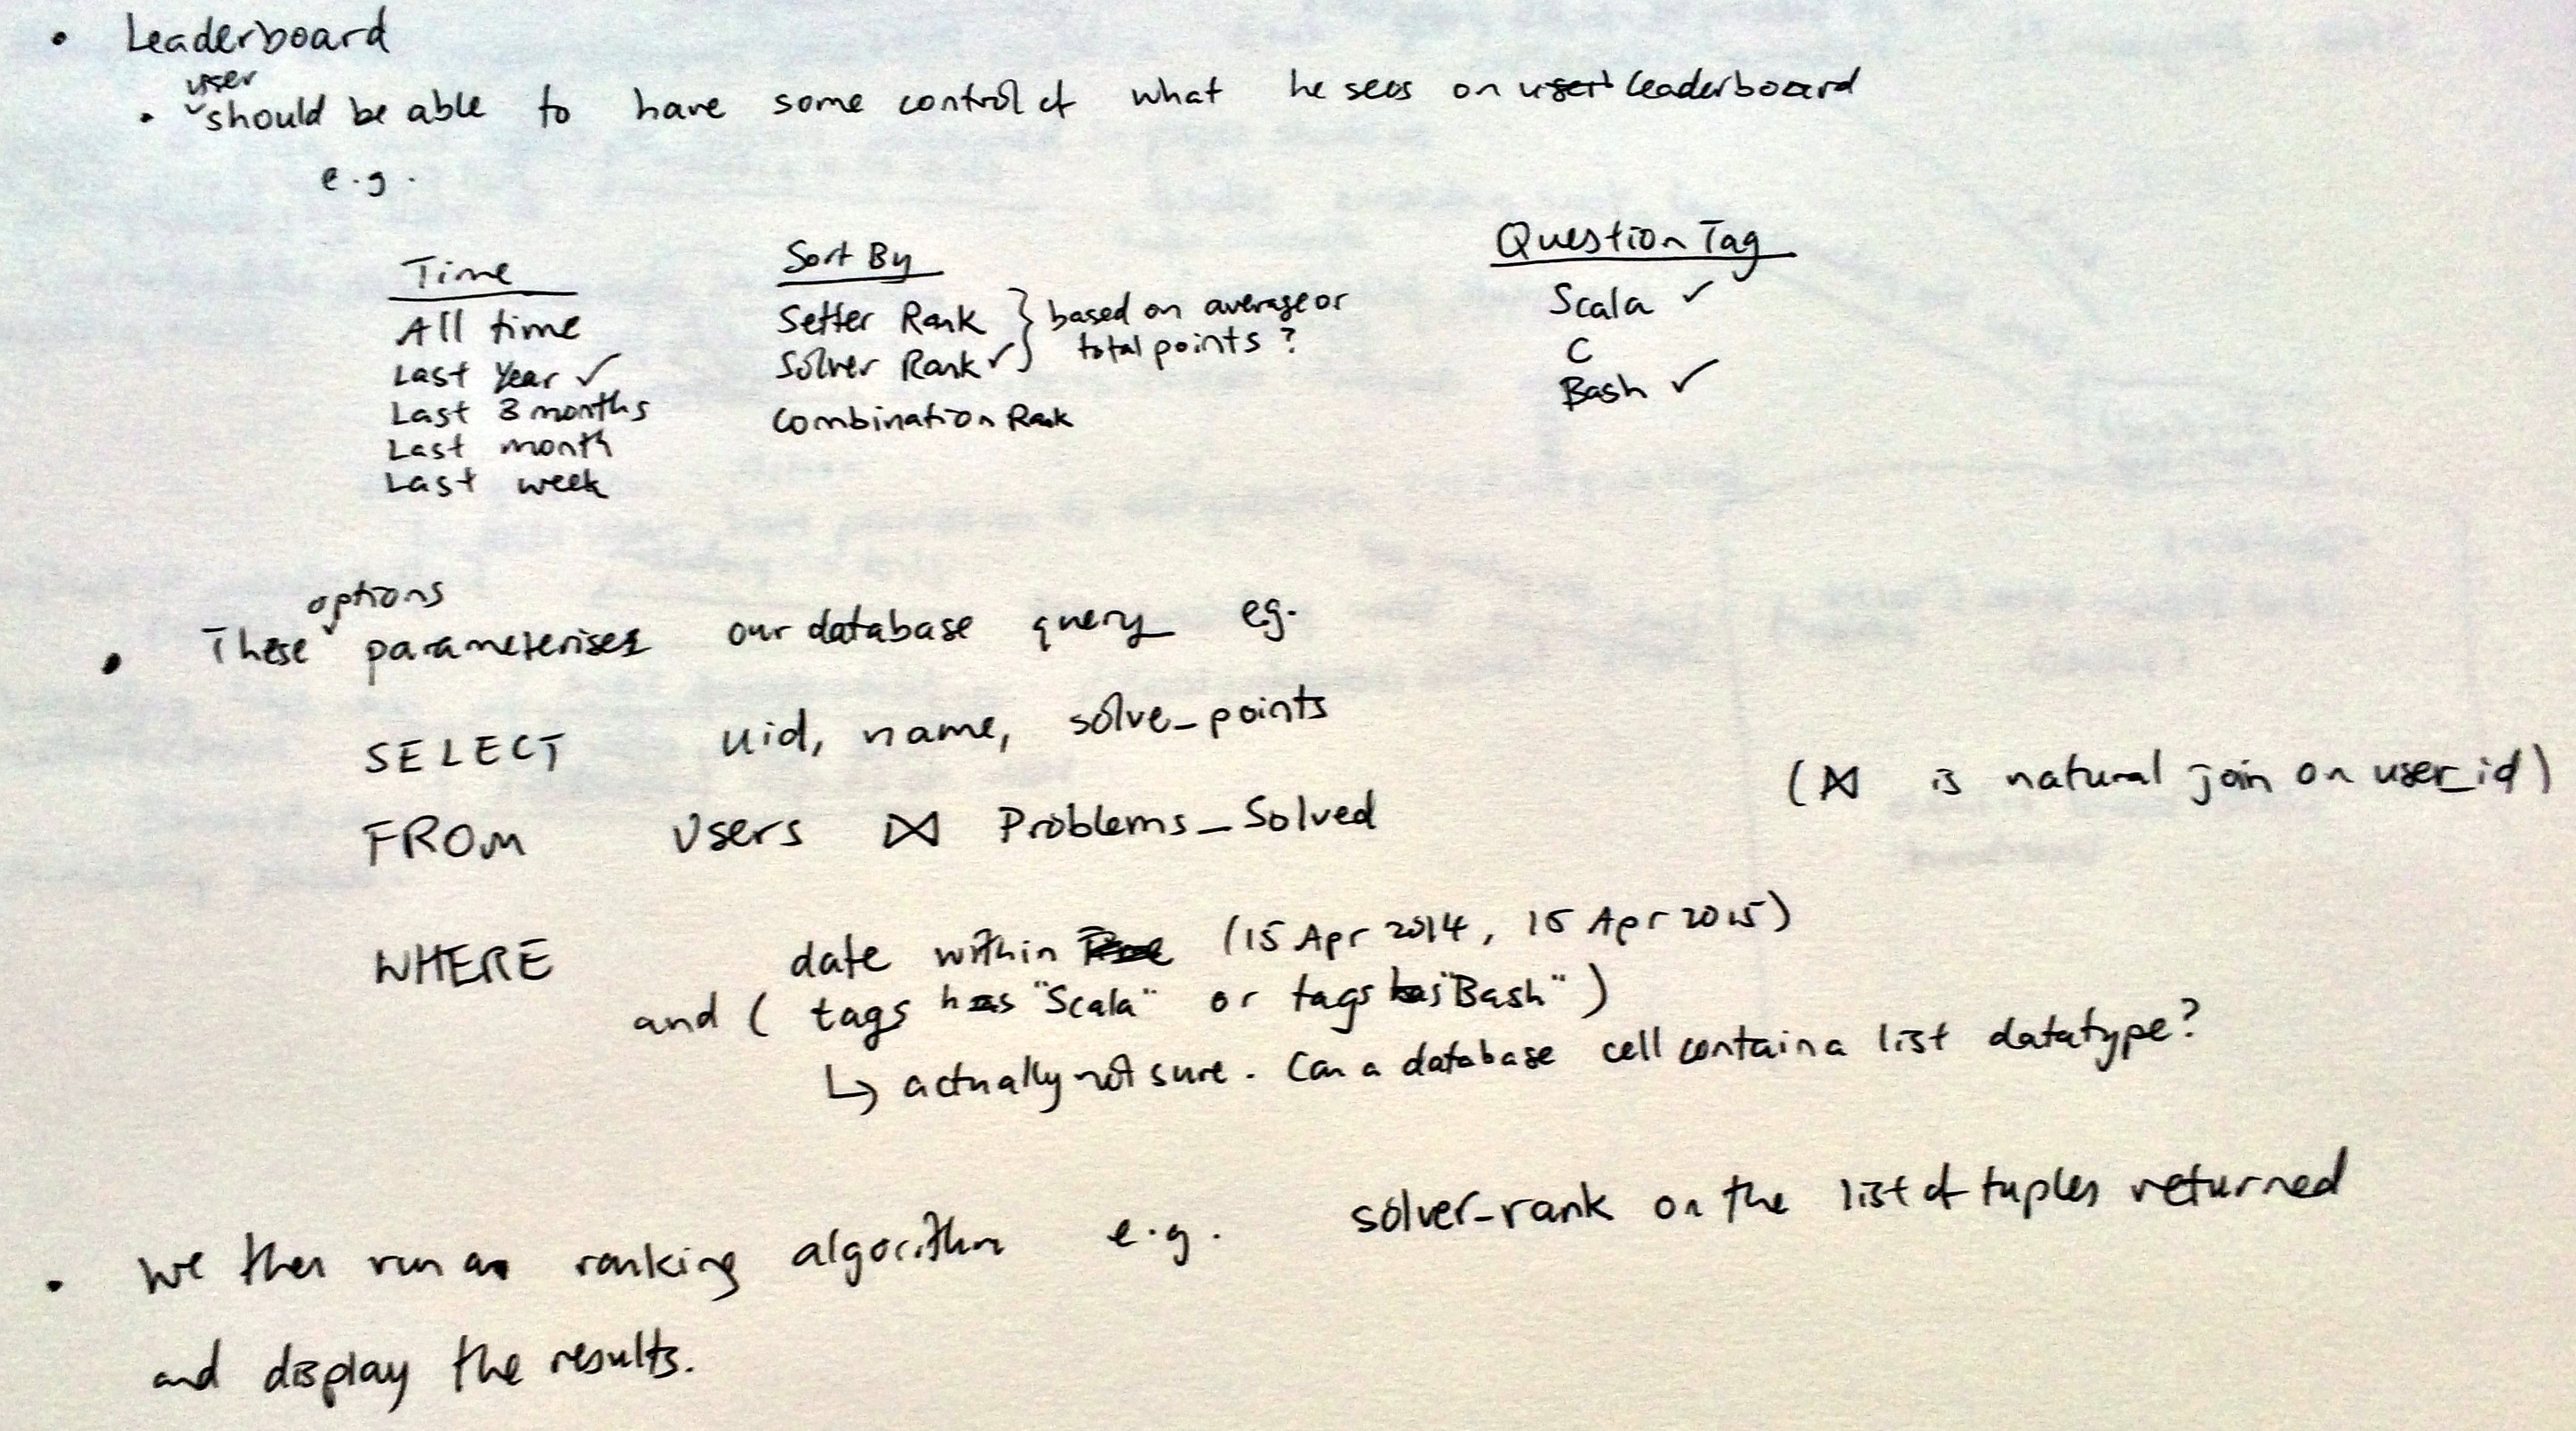 • Leaderboard
• user should be able to have some control of what he sees on user leaderboard
e.g.
Time
All time
Last Year ✓
Last 3 months
Last month
Last week
Sort By
Setter Rank } based on average or
Solver Rank ✓ } total points?
Combination Rank
Question Tag
Scala ✓
C
Bash ✓
• These options parameterises our database query eg.
SELECT uid, name, solve_points
FROM Users ⋈ Problems_Solved (⋈ is natural join on user_id)
WHERE date within (15 Apr 2014, 15 Apr 2015)
and ( tags has "Scala" or tags has "Bash" )
↳ actually not sure. Can a database cell contain a list datatype?
• We then run a ranking algorithm e.g. solver-rank on the list of tuples returned
and display the results.